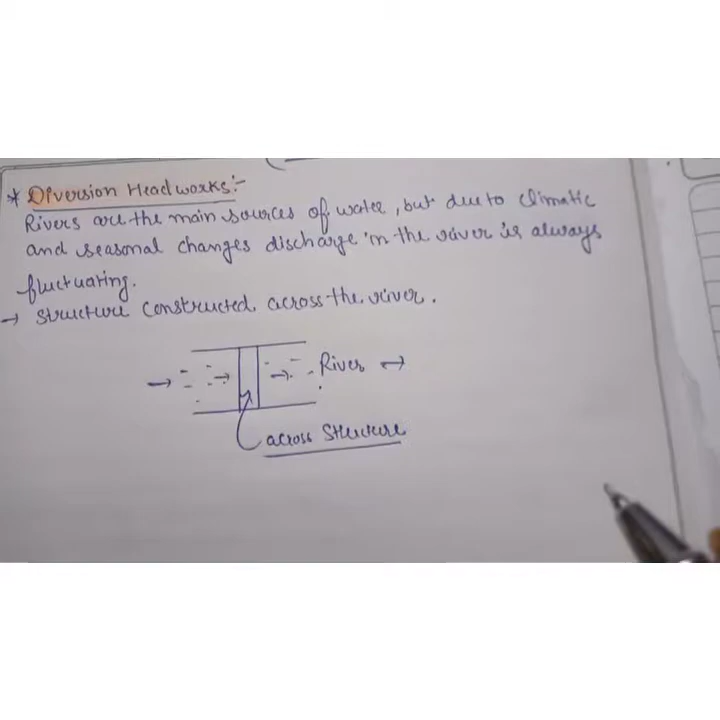 * Diversion Headworks:-
Rivers are the main sources of water, but due to climatic
and seasonal changes discharge in the river is always
fluctuating.
→ Structure constructed across the river.
→ → → River →
across Structure